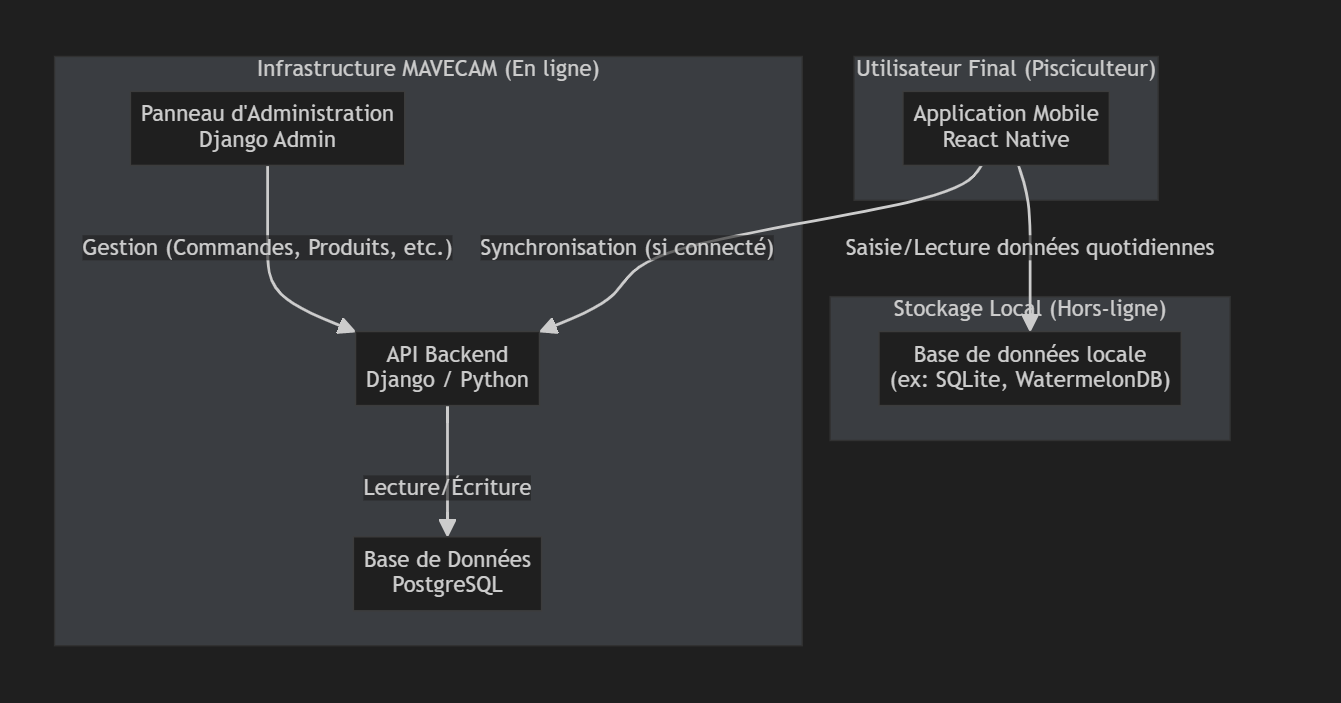 Infrastructure MAVECAM (En ligne)
Panneau d'Administration
Django Admin
Utilisateur Final (Pisciculteur)
Application Mobile
React Native
Gestion (Commandes, Produits, etc.)
Synchronisation (si connecté)
Saisie/Lecture données quotidiennes
Stockage Local (Hors-ligne)
API Backend
Django / Python
Base de données locale
(ex: SQLite, WatermelonDB)
Lecture/Écriture
Base de Données
PostgreSQL